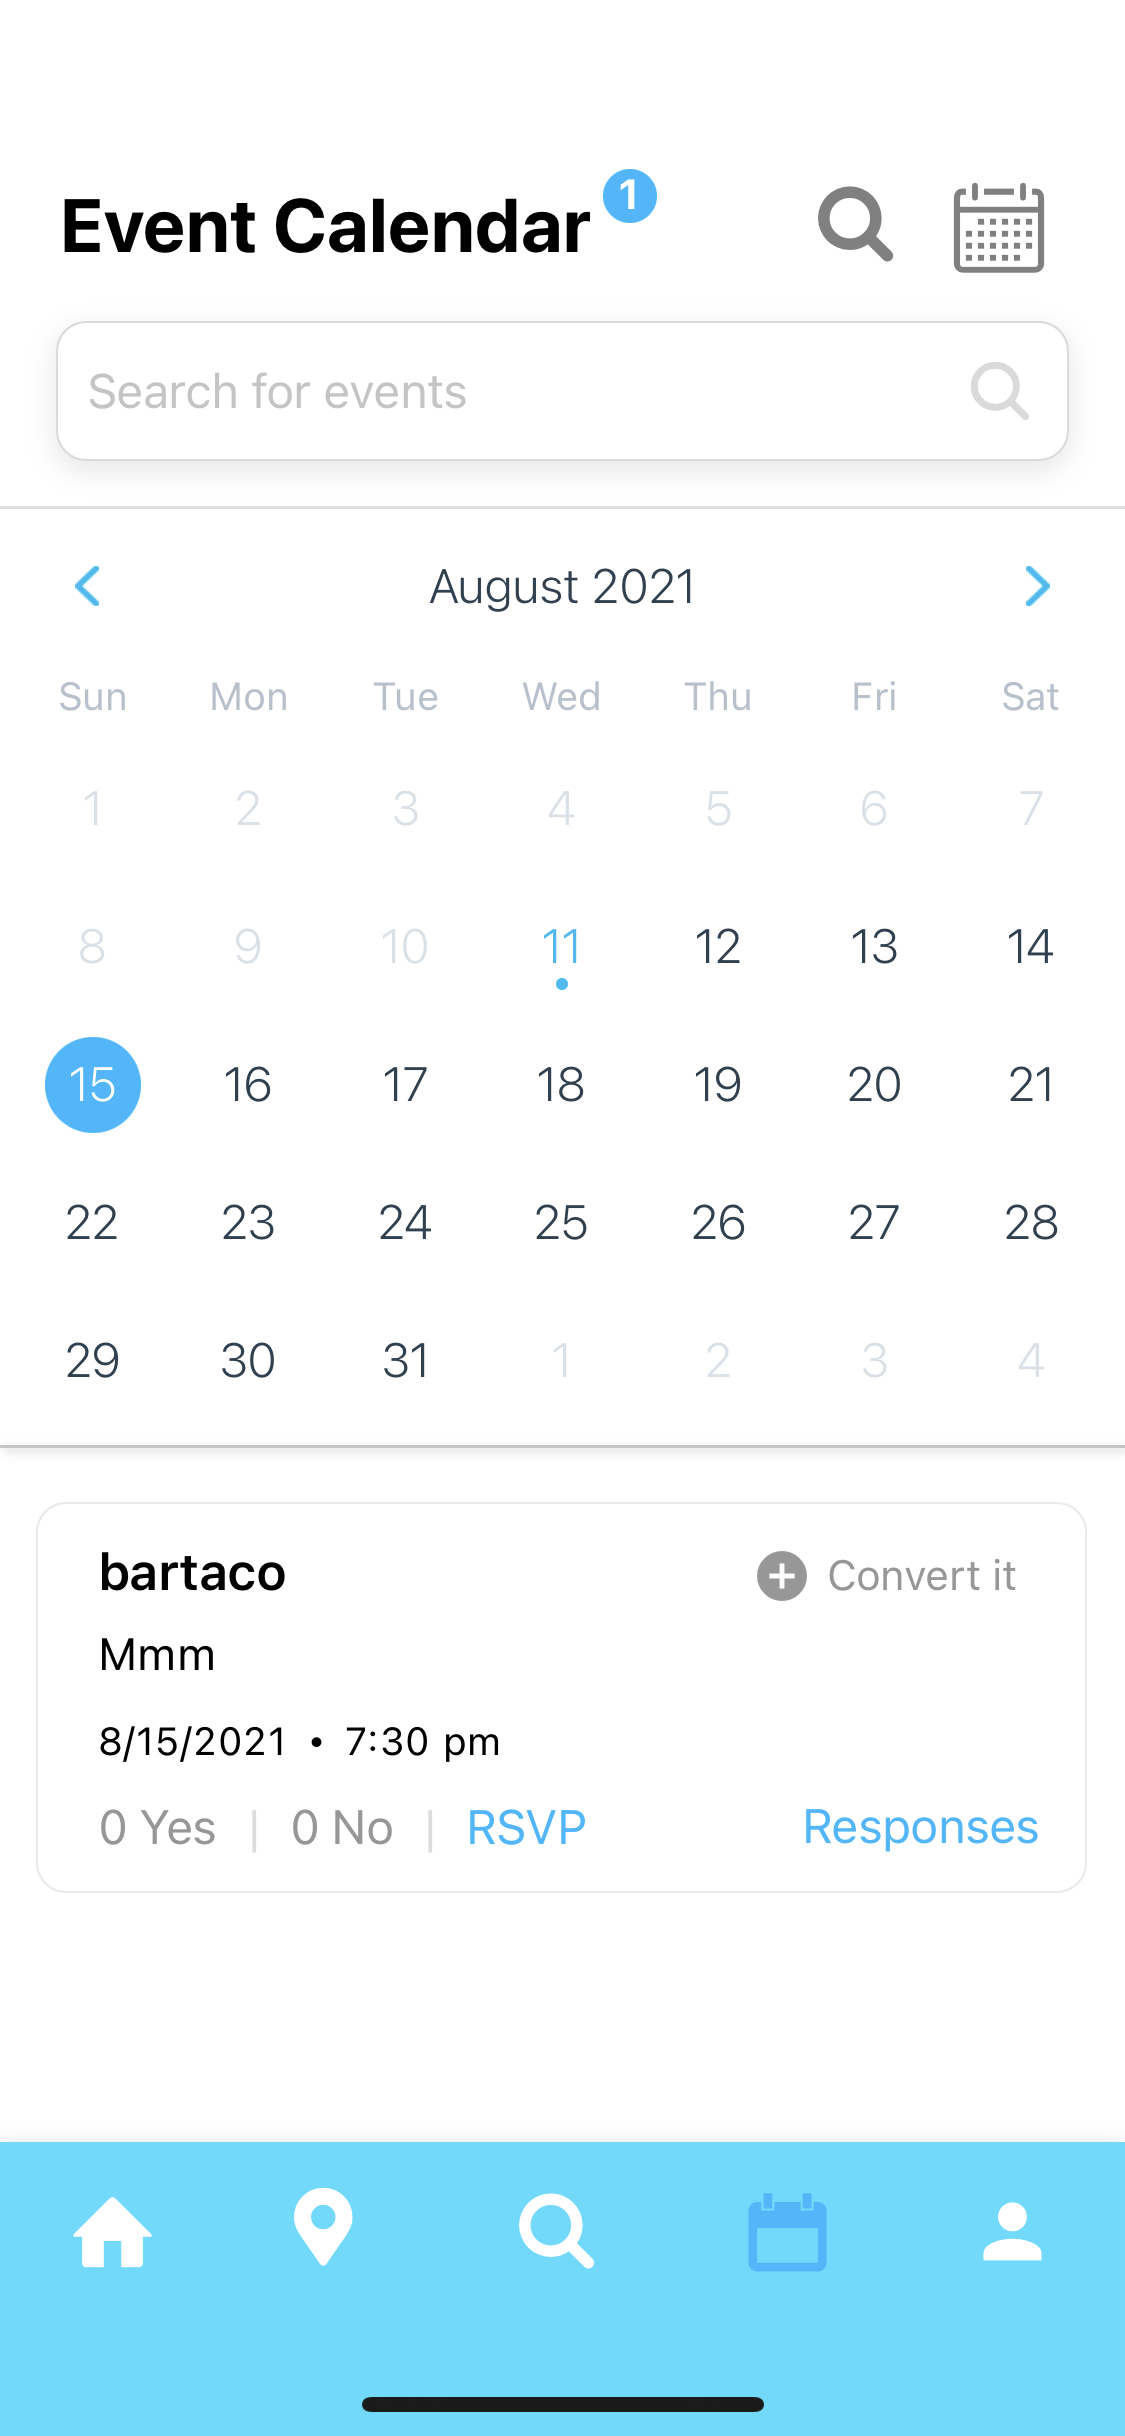 Event Calendar 1
Search for events
August 2021
Sun Mon Tue Wed Thu Fri Sat
1 2 3 4 5 6 7
8 9 10 11 12 13 14
15 16 17 18 19 20 21
22 23 24 25 26 27 28
29 30 31 1 2 3 4
bartaco Convert it
Mmm
8/15/2021 • 7:30 pm
0 Yes | 0 No | RSVP Responses